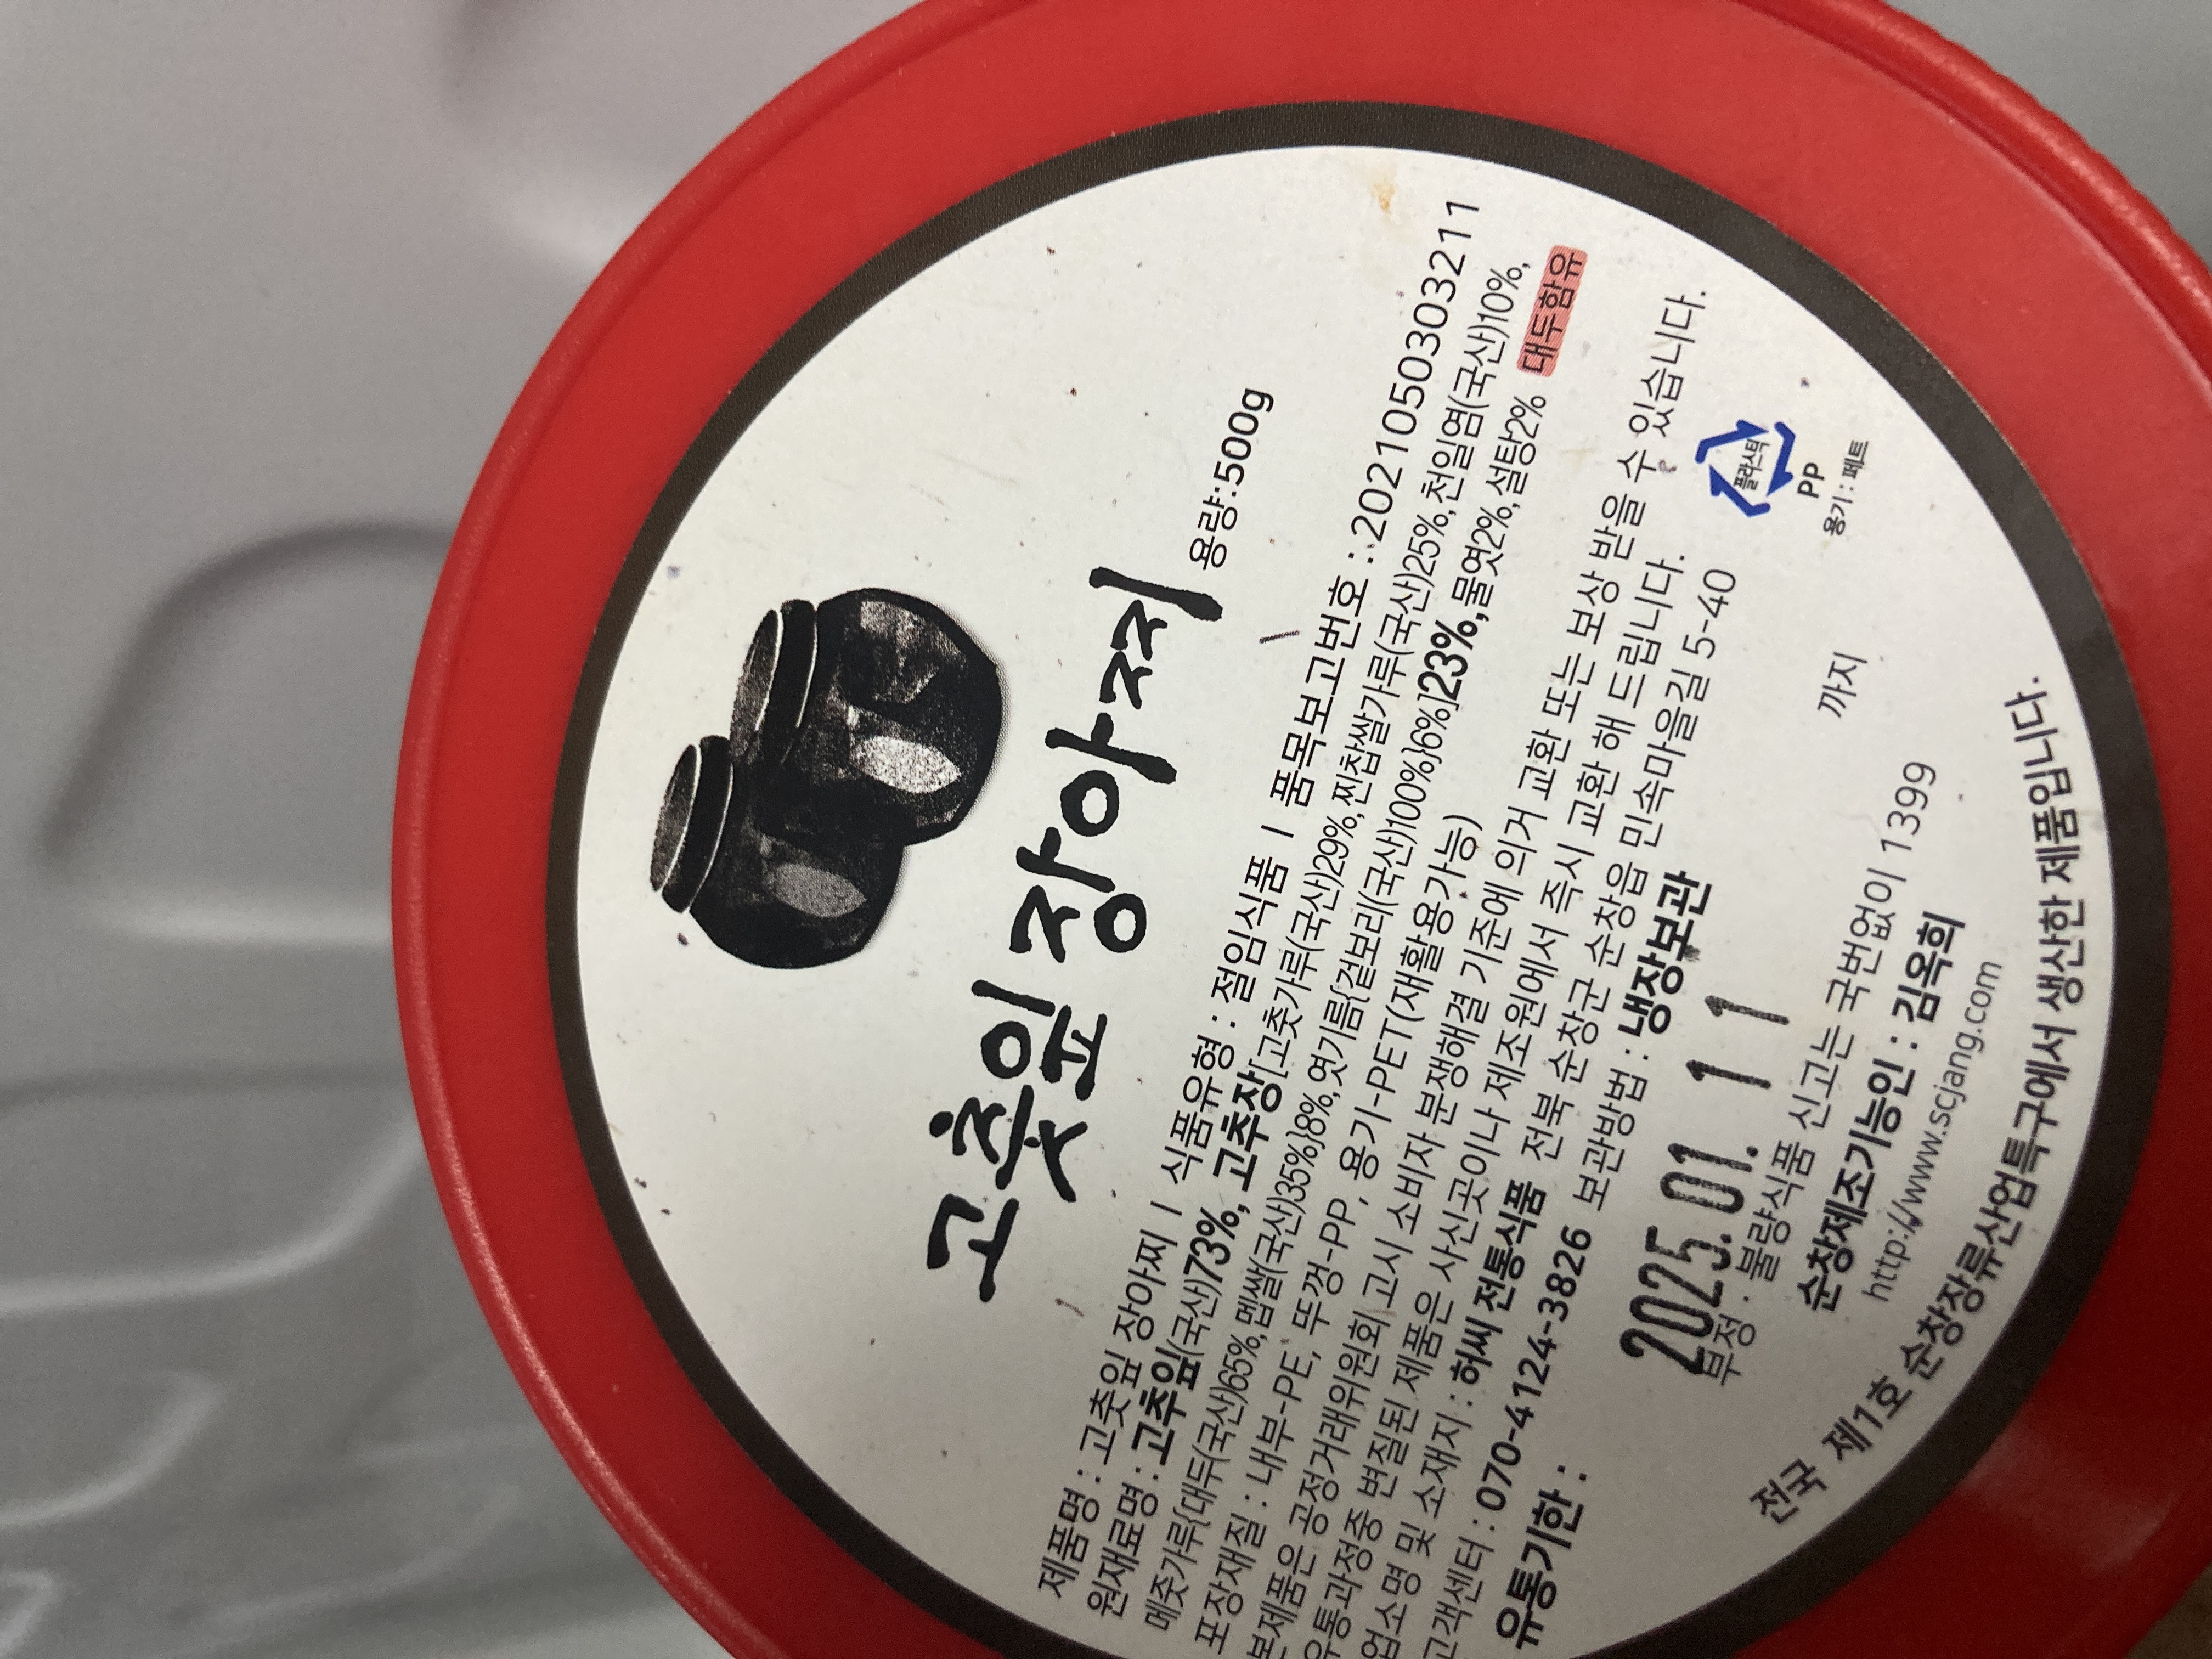 고춧잎장아찌
용량:500g
제품명 : 고춧잎 장아찌 ㅣ 식품유형 : 절임식품 ㅣ 품목보고번호 : 2021050303211
원재료명 : 고추잎(국산)73%, 고추장[고춧가루(국산)29%,찐찹쌀가루(국산)25%,천일염(국산)10%,
메줏가루{대두(국산)65%,멥쌀(국산)35%}8%,엿기름{겉보리(국산)100%}6%]23%,물엿2%,설탕2% 대두함유
포장재질 : 내부-PE, 뚜껑-PP, 용기-PET(재활용가능)
본제품은 공정거래위원회 고시 소비자 분쟁해결 기준에 의거 교환 또는 보상 받을 수 있습니다.
유통과정중 변질된 제품은 사신곳이나 제조원에서 즉시 교환 해 드립니다.
업소명 및 소재지 : 허씨 전통식품 전북 순창군 순창읍 민속마을길 5-40
고객센터 : 070-4124-3826 보관방법 : 냉장보관
유통기한 :
2025.01.11
까지
플라스틱
PP
용기 : 페트
부정 · 불량식품 신고는 국번없이 1399
순창제조기능인 : 김옥희
http://www.scjang.com
전국 제1호 순창장류산업특구에서 생산한 제품입니다.